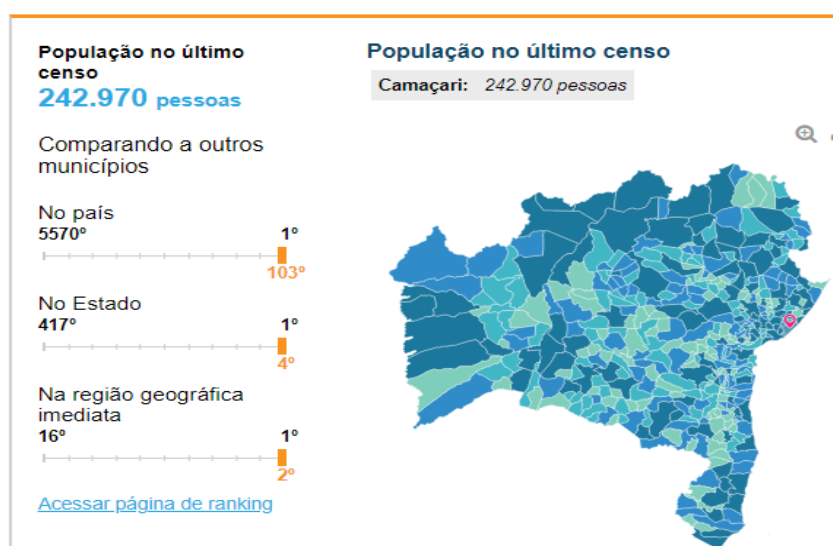 População no último
censo
242.970 pessoas
Comparando a outros
municípios
No país
5570º 1º
103º
No Estado
417º 1º
4º
Na região geográfica
imediata
16º 1º
2º
Acessar página de ranking
População no último censo
Camaçari: 242.970 pessoas